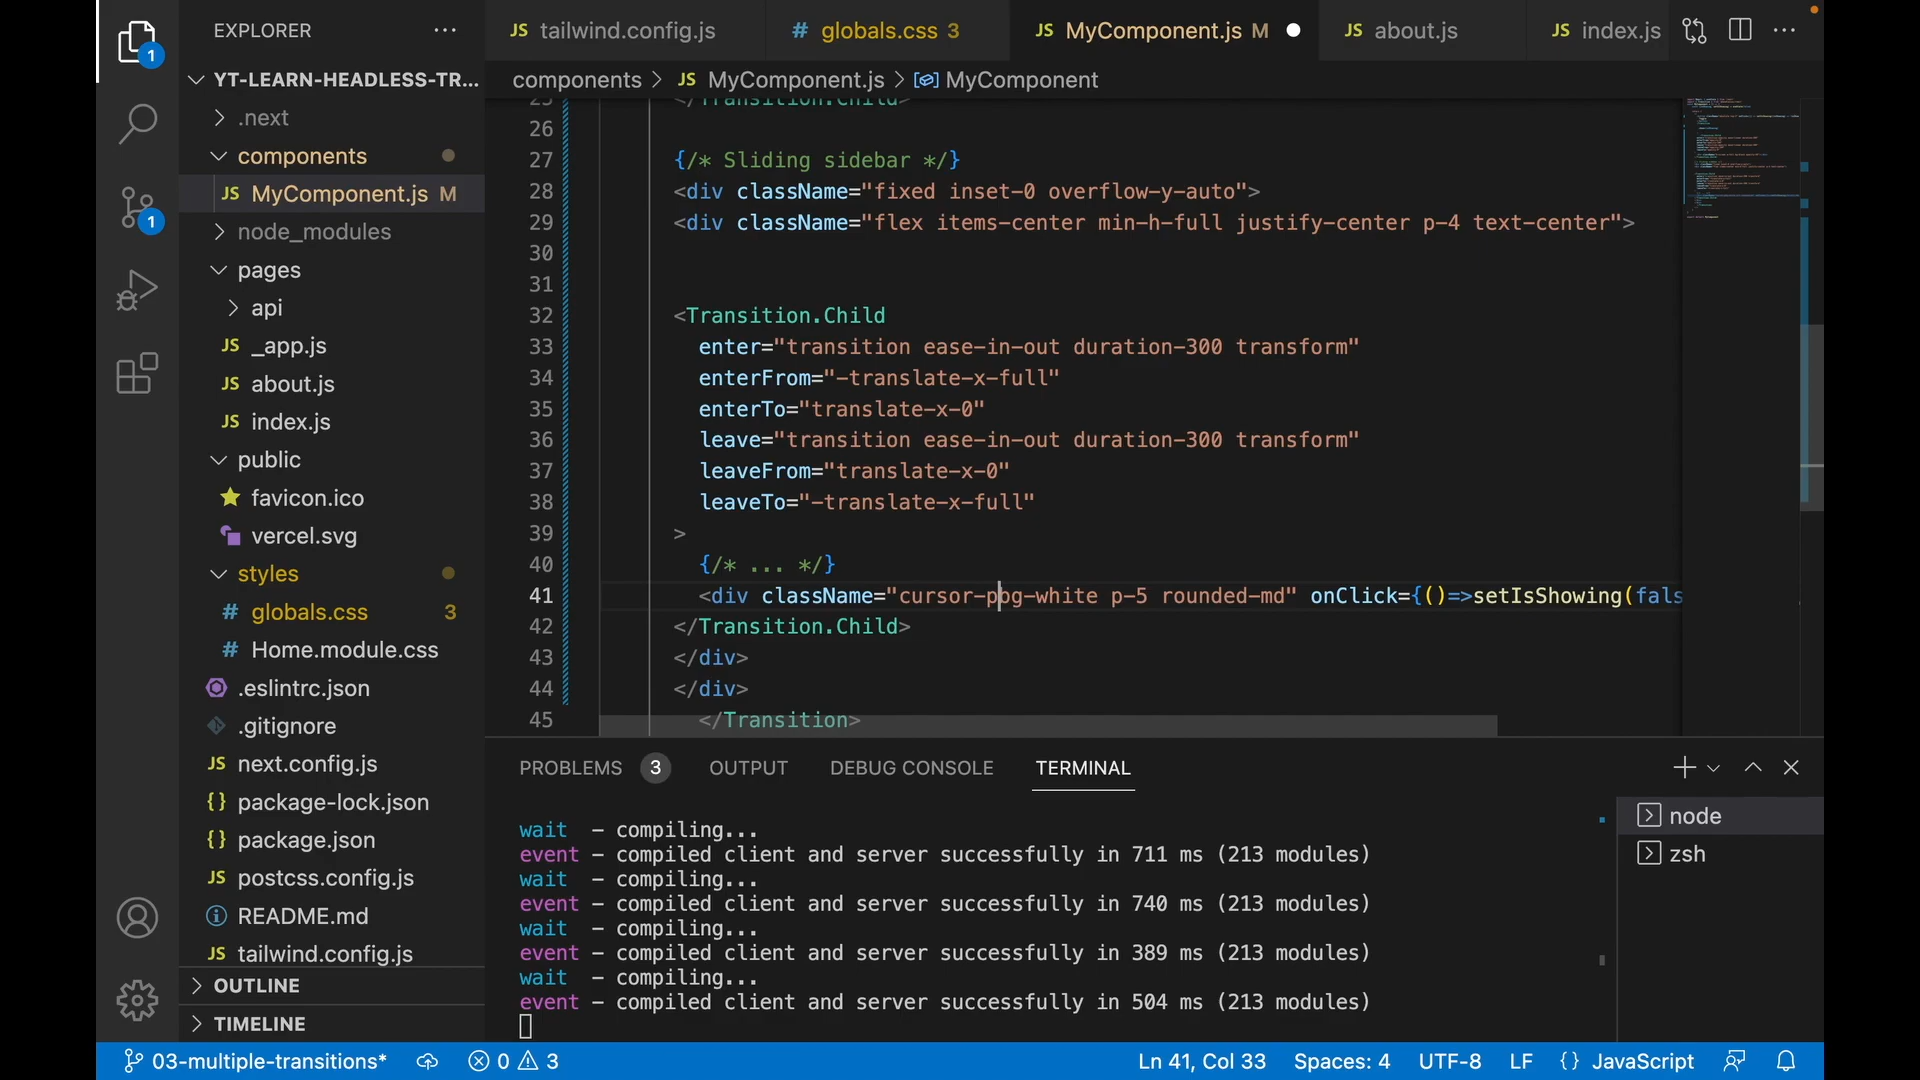 EXPLORER
YT-LEARN-HEADLESS-TR...
.next
components
JS MyComponent.js M
node_modules
pages
api
JS _app.js
JS about.js
JS index.js
public
favicon.ico
vercel.svg
styles
# globals.css 3
# Home.module.css
.eslintrc.json
.gitignore
JS next.config.js
{} package-lock.json
{} package.json
JS postcss.config.js
README.md
JS tailwind.config.js
OUTLINE
TIMELINE
1
1
JS tailwind.config.js
# globals.css 3
JS MyComponent.js M
JS about.js
JS index.js
components > JS MyComponent.js > MyComponent
25 </Transition.Child>
26
27 {/* Sliding sidebar */}
28 <div className="fixed inset-0 overflow-y-auto">
29 <div className="flex items-center min-h-full justify-center p-4 text-center">
30
31
32 <Transition.Child
33 enter="transition ease-in-out duration-300 transform"
34 enterFrom="-translate-x-full"
35 enterTo="translate-x-0"
36 leave="transition ease-in-out duration-300 transform"
37 leaveFrom="translate-x-0"
38 leaveTo="-translate-x-full"
39 >
40 {/* ... */}
41 <div className="cursor-pbg-white p-5 rounded-md" onClick={()=>setIsShowing(fals
42 </Transition.Child>
43 </div>
44 </div>
45 </Transition>
PROBLEMS 3 OUTPUT DEBUG CONSOLE TERMINAL
wait - compiling...
event - compiled client and server successfully in 711 ms (213 modules)
wait - compiling...
event - compiled client and server successfully in 740 ms (213 modules)
wait - compiling...
event - compiled client and server successfully in 389 ms (213 modules)
wait - compiling...
event - compiled client and server successfully in 504 ms (213 modules)
node
zsh
03-multiple-transitions* 0 3 Ln 41, Col 33 Spaces: 4 UTF-8 LF {} JavaScript